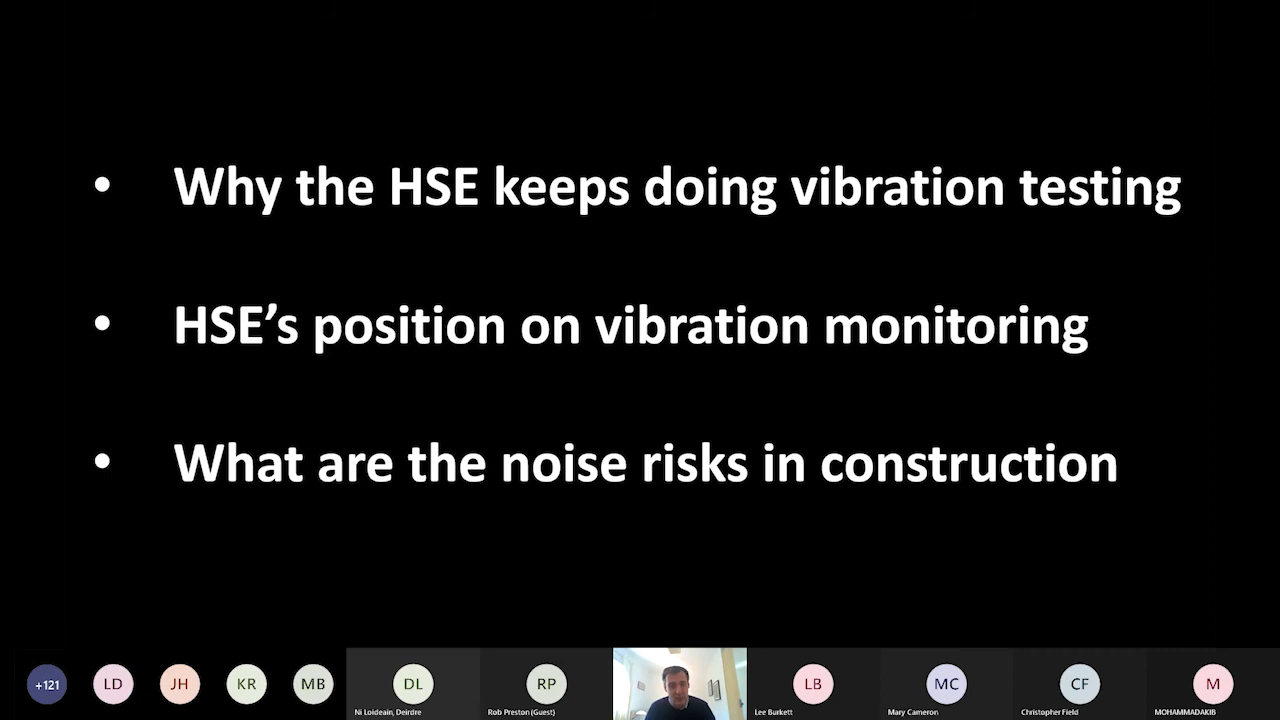 • Why the HSE keeps doing vibration testing
• HSE’s position on vibration monitoring
• What are the noise risks in construction
+121
LD
JH
KR
MB
DL
Ni Loideain, Deirdre
RP
Rob Preston (Guest)
LB
Lee Burkett
MC
Mary Cameron
CF
Christopher Field
M
MOHAMMADAKIB